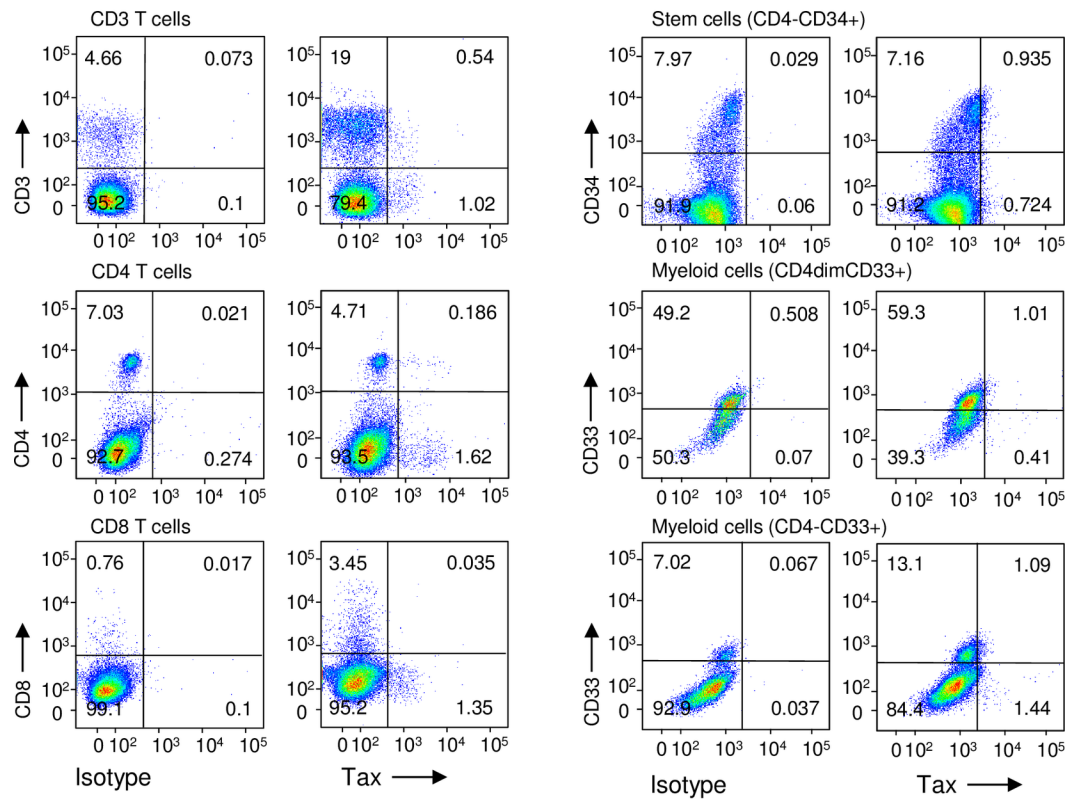 CD3 T cells
Stem cells (CD4-CD34+)
4.66 0.073 19 0.54 7.97 0.029 7.16 0.935
10⁵ 10⁴ 10³ 10² 0
10⁵ 10⁴ 10³ 10² 0
10⁵ 10⁴ 10³ 10² 0
10⁵ 10⁴ 10³ 10² 0
CD3
CD34
95.2 0.1 79.4 1.02 91.9 0.06 91.2 0.724
0 10² 10³ 10⁴ 10⁵
0 10² 10³ 10⁴ 10⁵
0 10² 10³ 10⁴ 10⁵
0 10² 10³ 10⁴ 10⁵
CD4 T cells
Myeloid cells (CD4dimCD33+)
7.03 0.021 4.71 0.186 49.2 0.508 59.3 1.01
10⁵ 10⁴ 10³ 10² 0
10⁵ 10⁴ 10³ 10² 0
10⁵ 10⁴ 10³ 10² 0
10⁵ 10⁴ 10³ 10² 0
CD4
CD33
92.7 0.274 93.5 1.62 50.3 0.07 39.3 0.41
0 10² 10³ 10⁴ 10⁵
0 10² 10³ 10⁴ 10⁵
0 10² 10³ 10⁴ 10⁵
0 10² 10³ 10⁴ 10⁵
CD8 T cells
Myeloid cells (CD4-CD33+)
0.76 0.017 3.45 0.035 7.02 0.067 13.1 1.09
10⁵ 10⁴ 10³ 10² 0
10⁵ 10⁴ 10³ 10² 0
10⁵ 10⁴ 10³ 10² 0
10⁵ 10⁴ 10³ 10² 0
CD8
CD33
99.1 0.1 95.2 1.35 92.9 0.037 84.4 1.44
0 10² 10³ 10⁴ 10⁵
0 10² 10³ 10⁴ 10⁵
0 10² 10³ 10⁴ 10⁵
0 10² 10³ 10⁴ 10⁵
Isotype Tax Isotype Tax